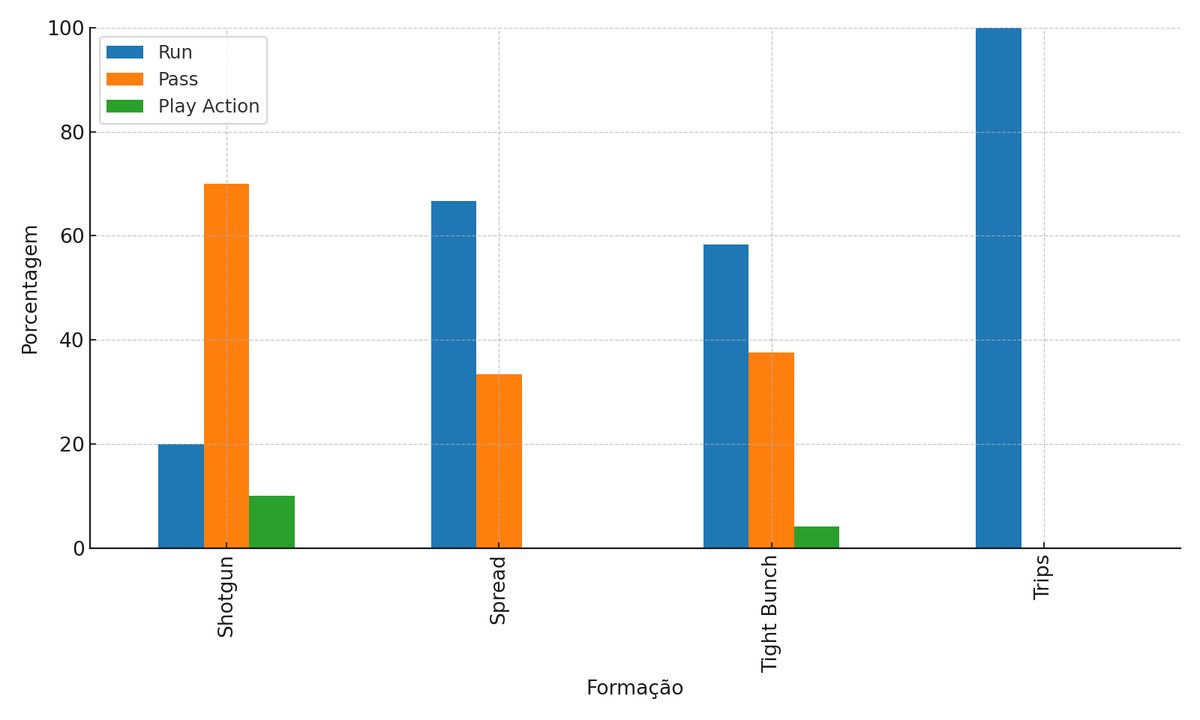 Run
Pass
Play Action
100
80
60
40
20
0
Porcentagem
Shotgun
Spread
Tight Bunch
Trips
Formação